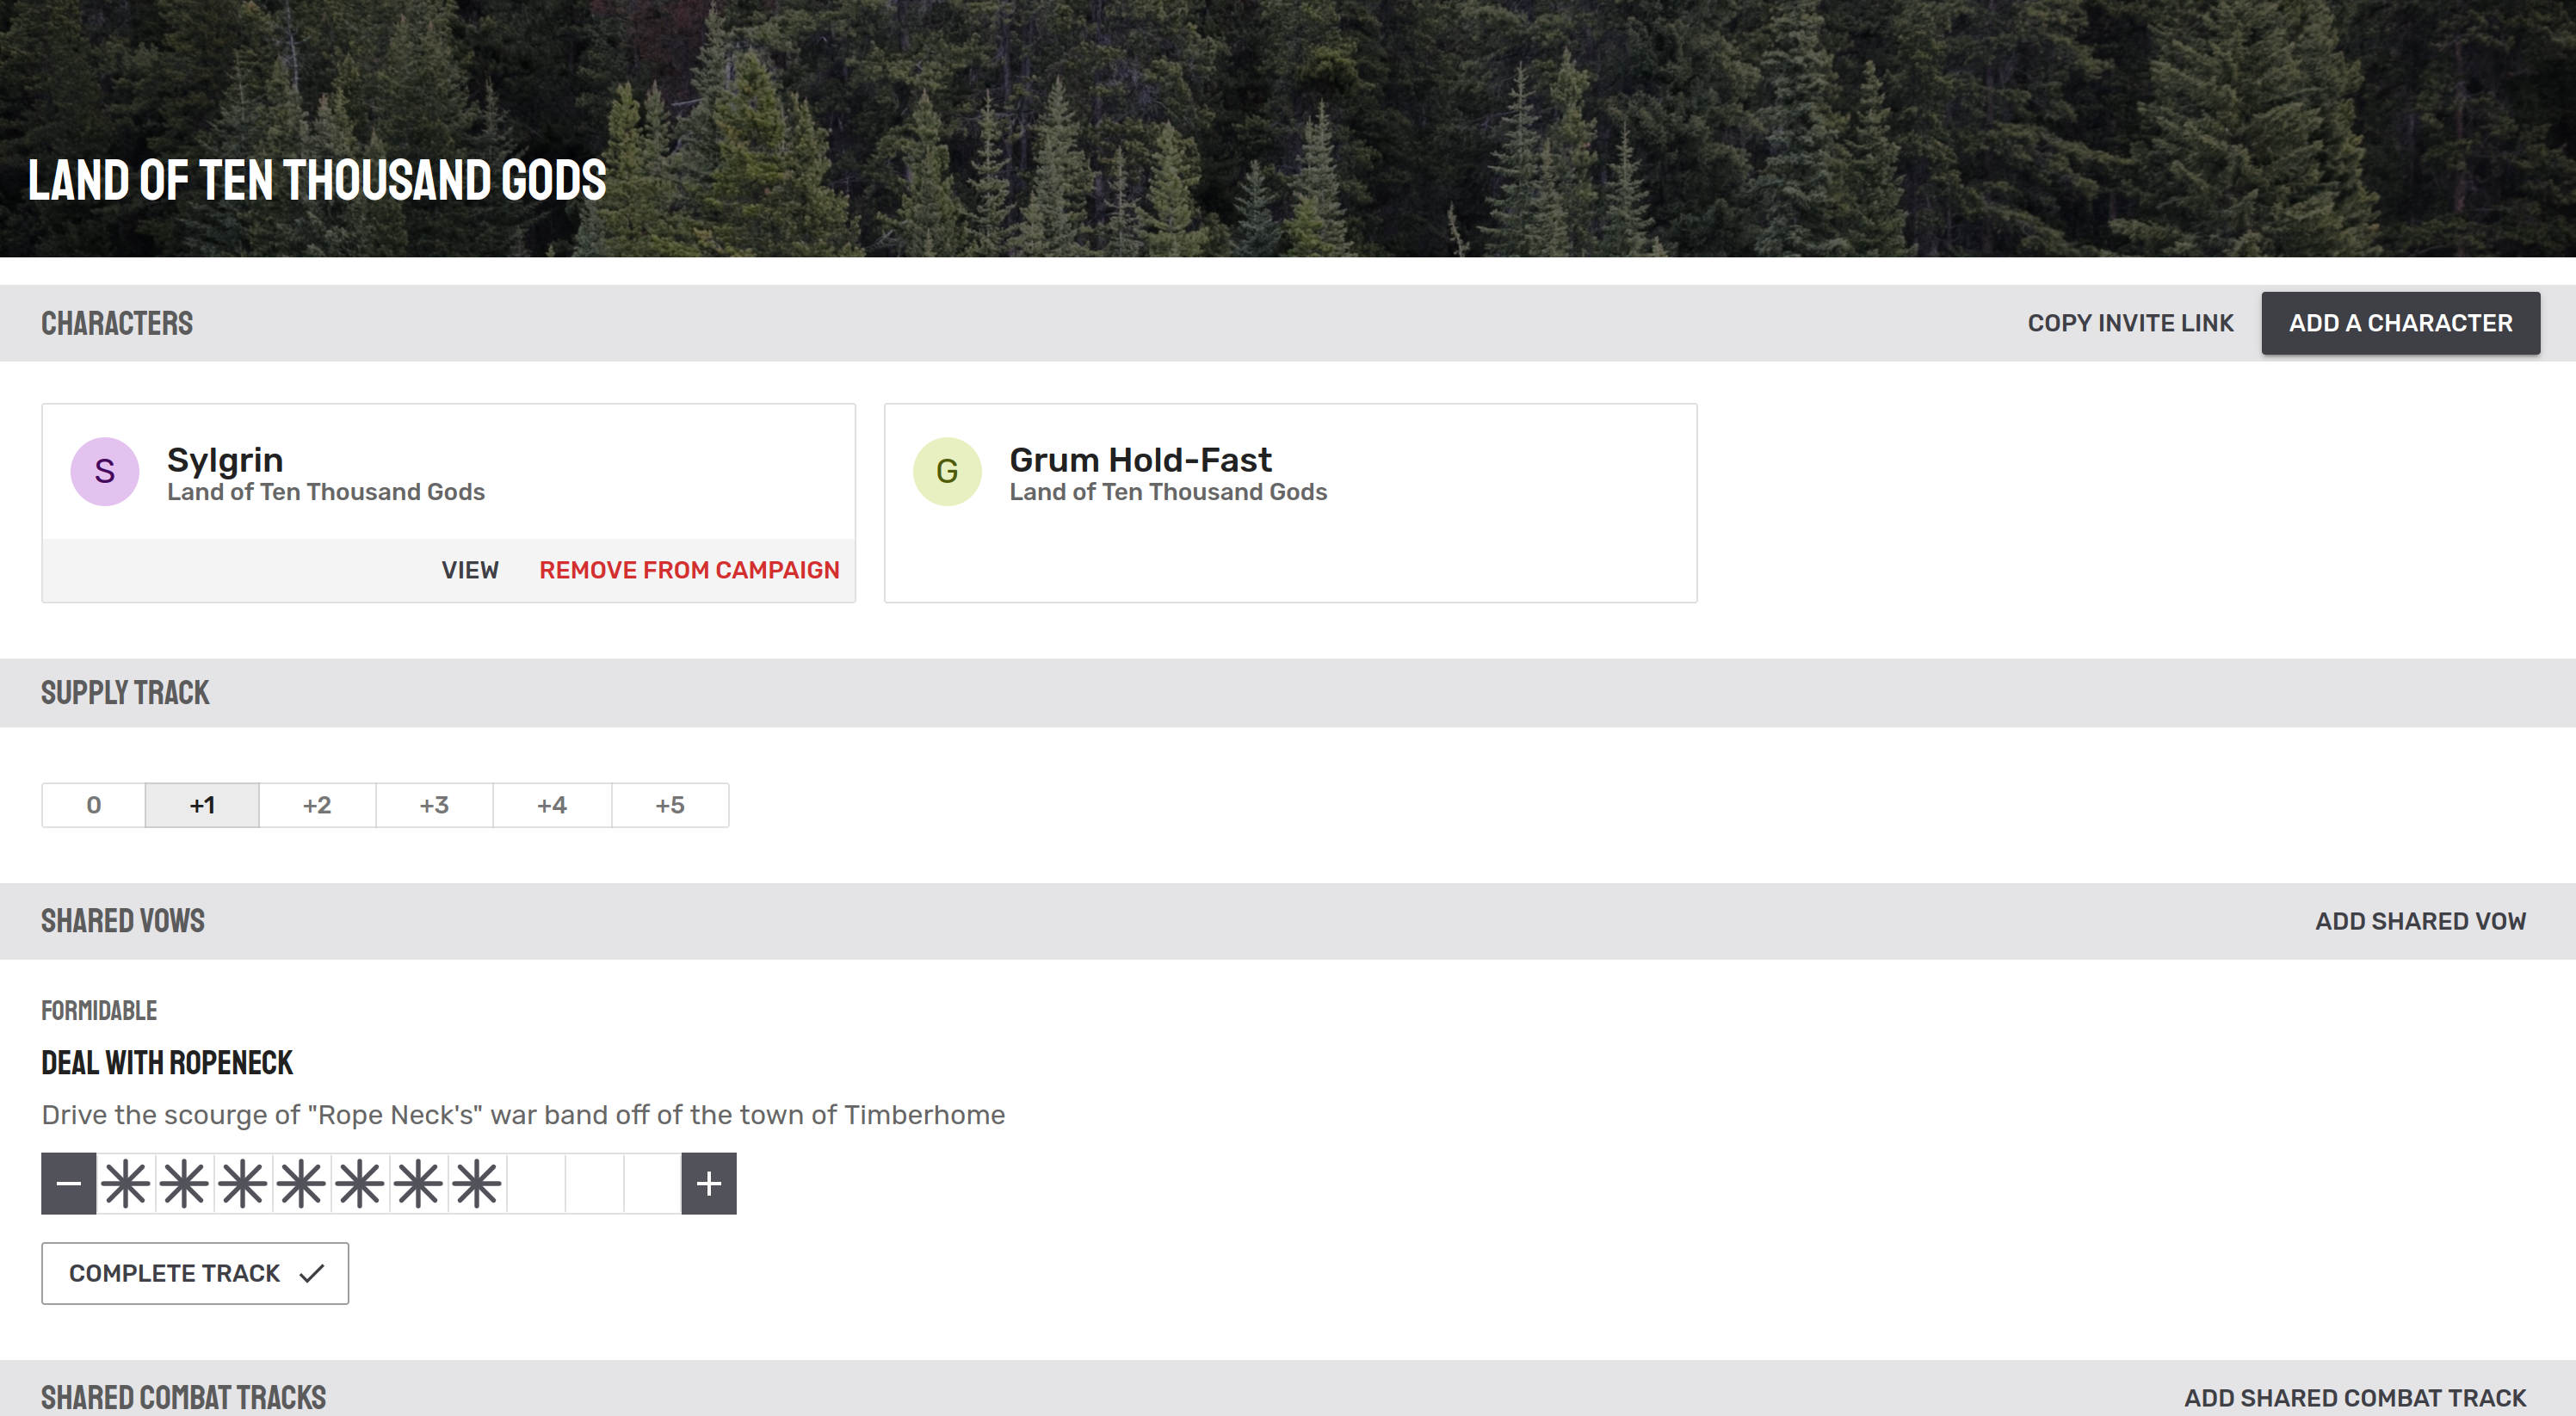 LAND OF TEN THOUSAND GODS
CHARACTERS
COPY INVITE LINK
ADD A CHARACTER
S
Sylgrin
Land of Ten Thousand Gods
VIEW
REMOVE FROM CAMPAIGN
G
Grum Hold-Fast
Land of Ten Thousand Gods
SUPPLY TRACK
0 +1 +2 +3 +4 +5
SHARED VOWS
ADD SHARED VOW
FORMIDABLE
DEAL WITH ROPENECK
Drive the scourge of "Rope Neck's" war band off of the town of Timberhome
COMPLETE TRACK
SHARED COMBAT TRACKS
ADD SHARED COMBAT TRACK